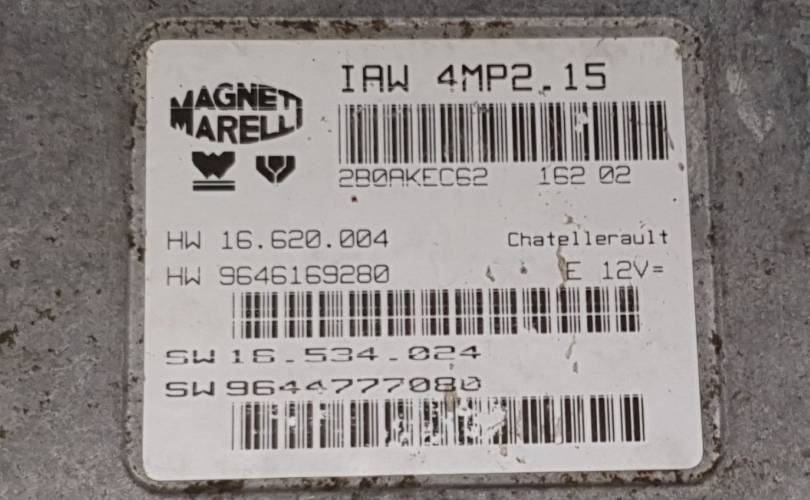 IAW 4MP2.15
MAGNETI
MARELLI
2B0AKEC62 162 02
HW 16.620.004 Chatellerault
HW 9646169280 E 12V=
SW 16.534.024
SW 9644777080